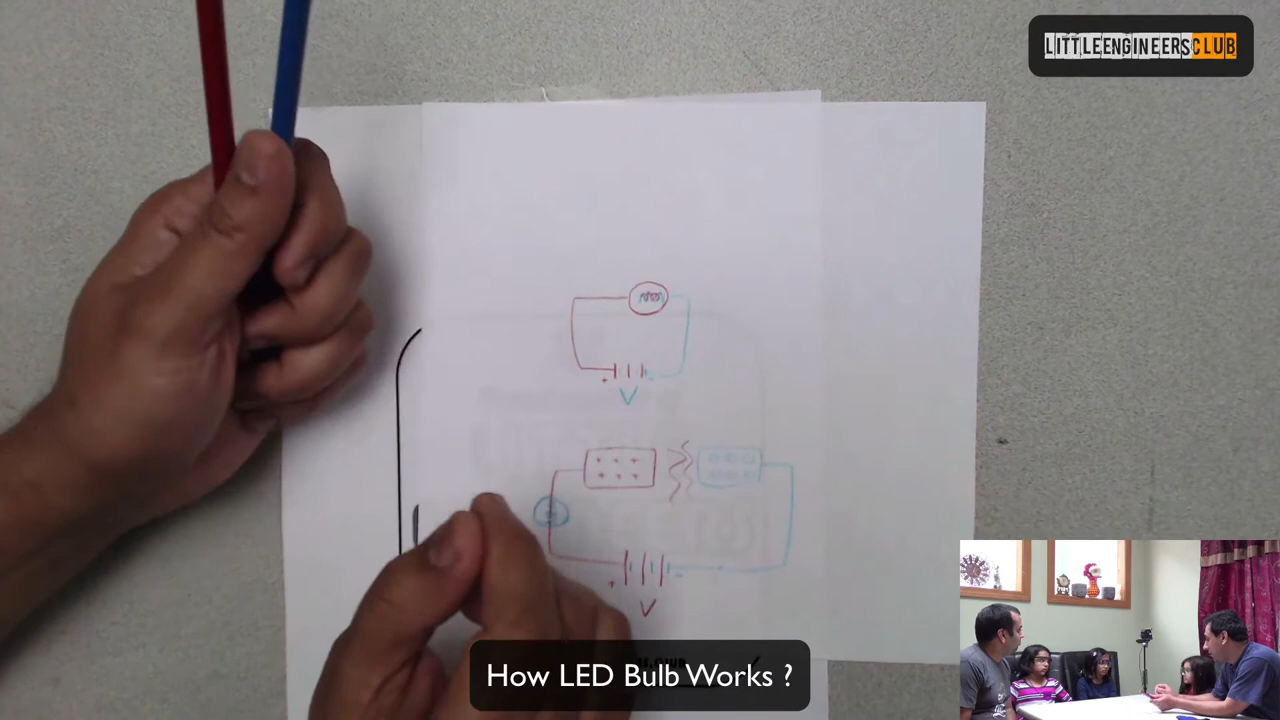 LITTLEENGINEERSCLUB
+ -
V
+ + +
+ + +
+ -
V
How LED Bulb Works ?